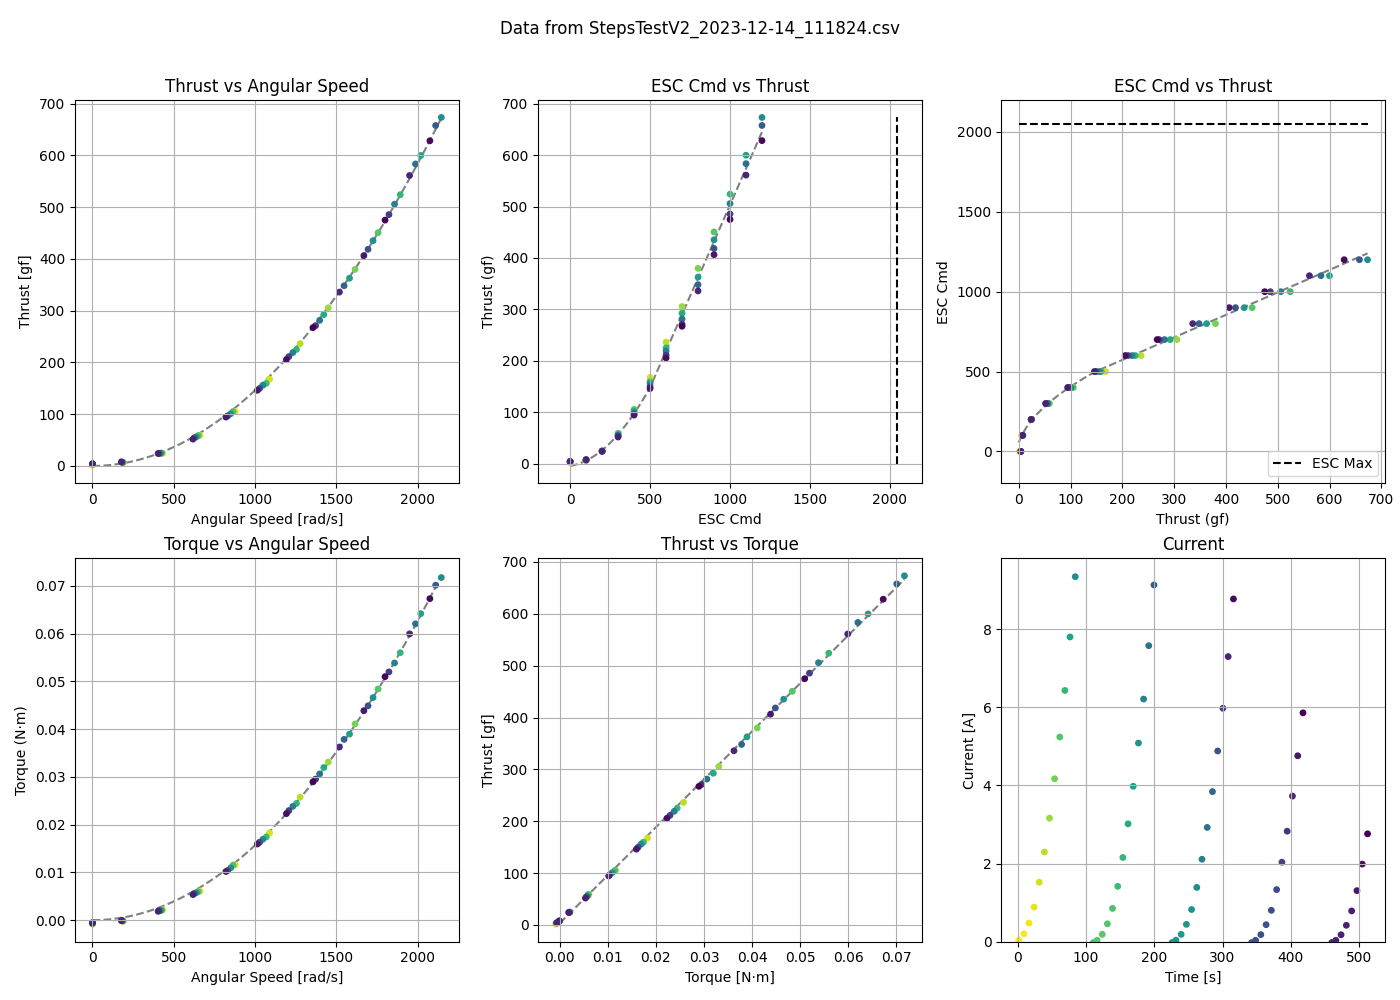 Data from StepsTestV2_2023-12-14_111824.csv
Thrust vs Angular Speed
Thrust [gf]
700
600
500
400
300
200
100
0
0 500 1000 1500 2000
Angular Speed [rad/s]
ESC Cmd vs Thrust
Thrust (gf)
700
600
500
400
300
200
100
0
0 500 1000 1500 2000
ESC Cmd
ESC Cmd vs Thrust
ESC Cmd
2000
1500
1000
500
0
ESC Max
0 100 200 300 400 500 600 700
Thrust (gf)
Torque vs Angular Speed
Torque (N·m)
0.07
0.06
0.05
0.04
0.03
0.02
0.01
0.00
0 500 1000 1500 2000
Angular Speed [rad/s]
Thrust vs Torque
Thrust [gf]
700
600
500
400
300
200
100
0
0.00 0.01 0.02 0.03 0.04 0.05 0.06 0.07
Torque [N·m]
Current
Current [A]
8
6
4
2
0
0 100 200 300 400 500
Time [s]